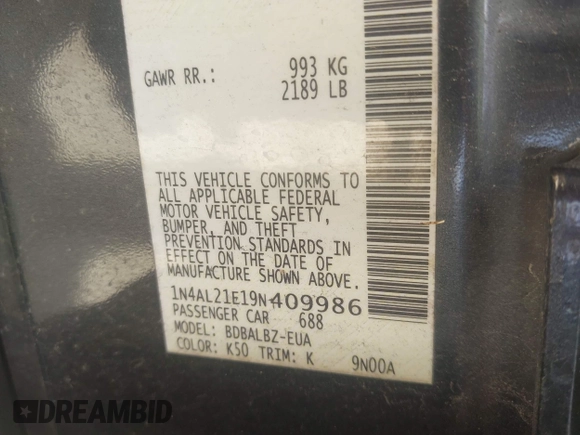 GAWR RR.: 993 KG
2189 LB
THIS VEHICLE CONFORMS TO
ALL APPLICABLE FEDERAL
MOTOR VEHICLE SAFETY,
BUMPER, AND THEFT
PREVENTION STANDARDS IN
EFFECT ON THE DATE OF
MANUFACTURE SHOWN ABOVE.
1N4AL21E19N409986
PASSENGER CAR 688
MODEL: BDBALBZ-EUA
COLOR: K50 TRIM: K 9N00A
DREAMBID